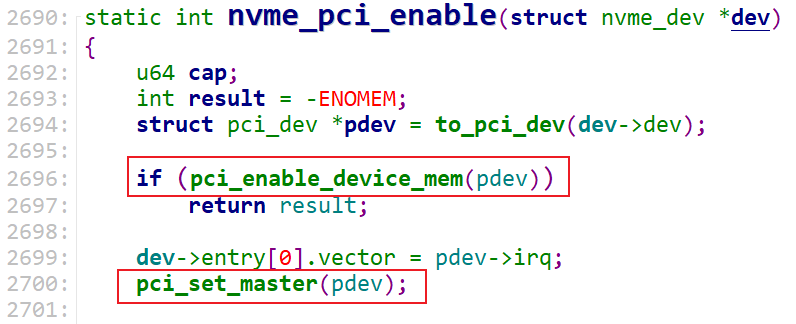 2690: static int nvme_pci_enable(struct nvme_dev *dev)
2691: {
2692:     u64 cap;
2693:     int result = -ENOMEM;
2694:     struct pci_dev *pdev = to_pci_dev(dev->dev);
2695:
2696:     if (pci_enable_device_mem(pdev))
2697:         return result;
2698:
2699:     dev->entry[0].vector = pdev->irq;
2700:     pci_set_master(pdev);
2701: